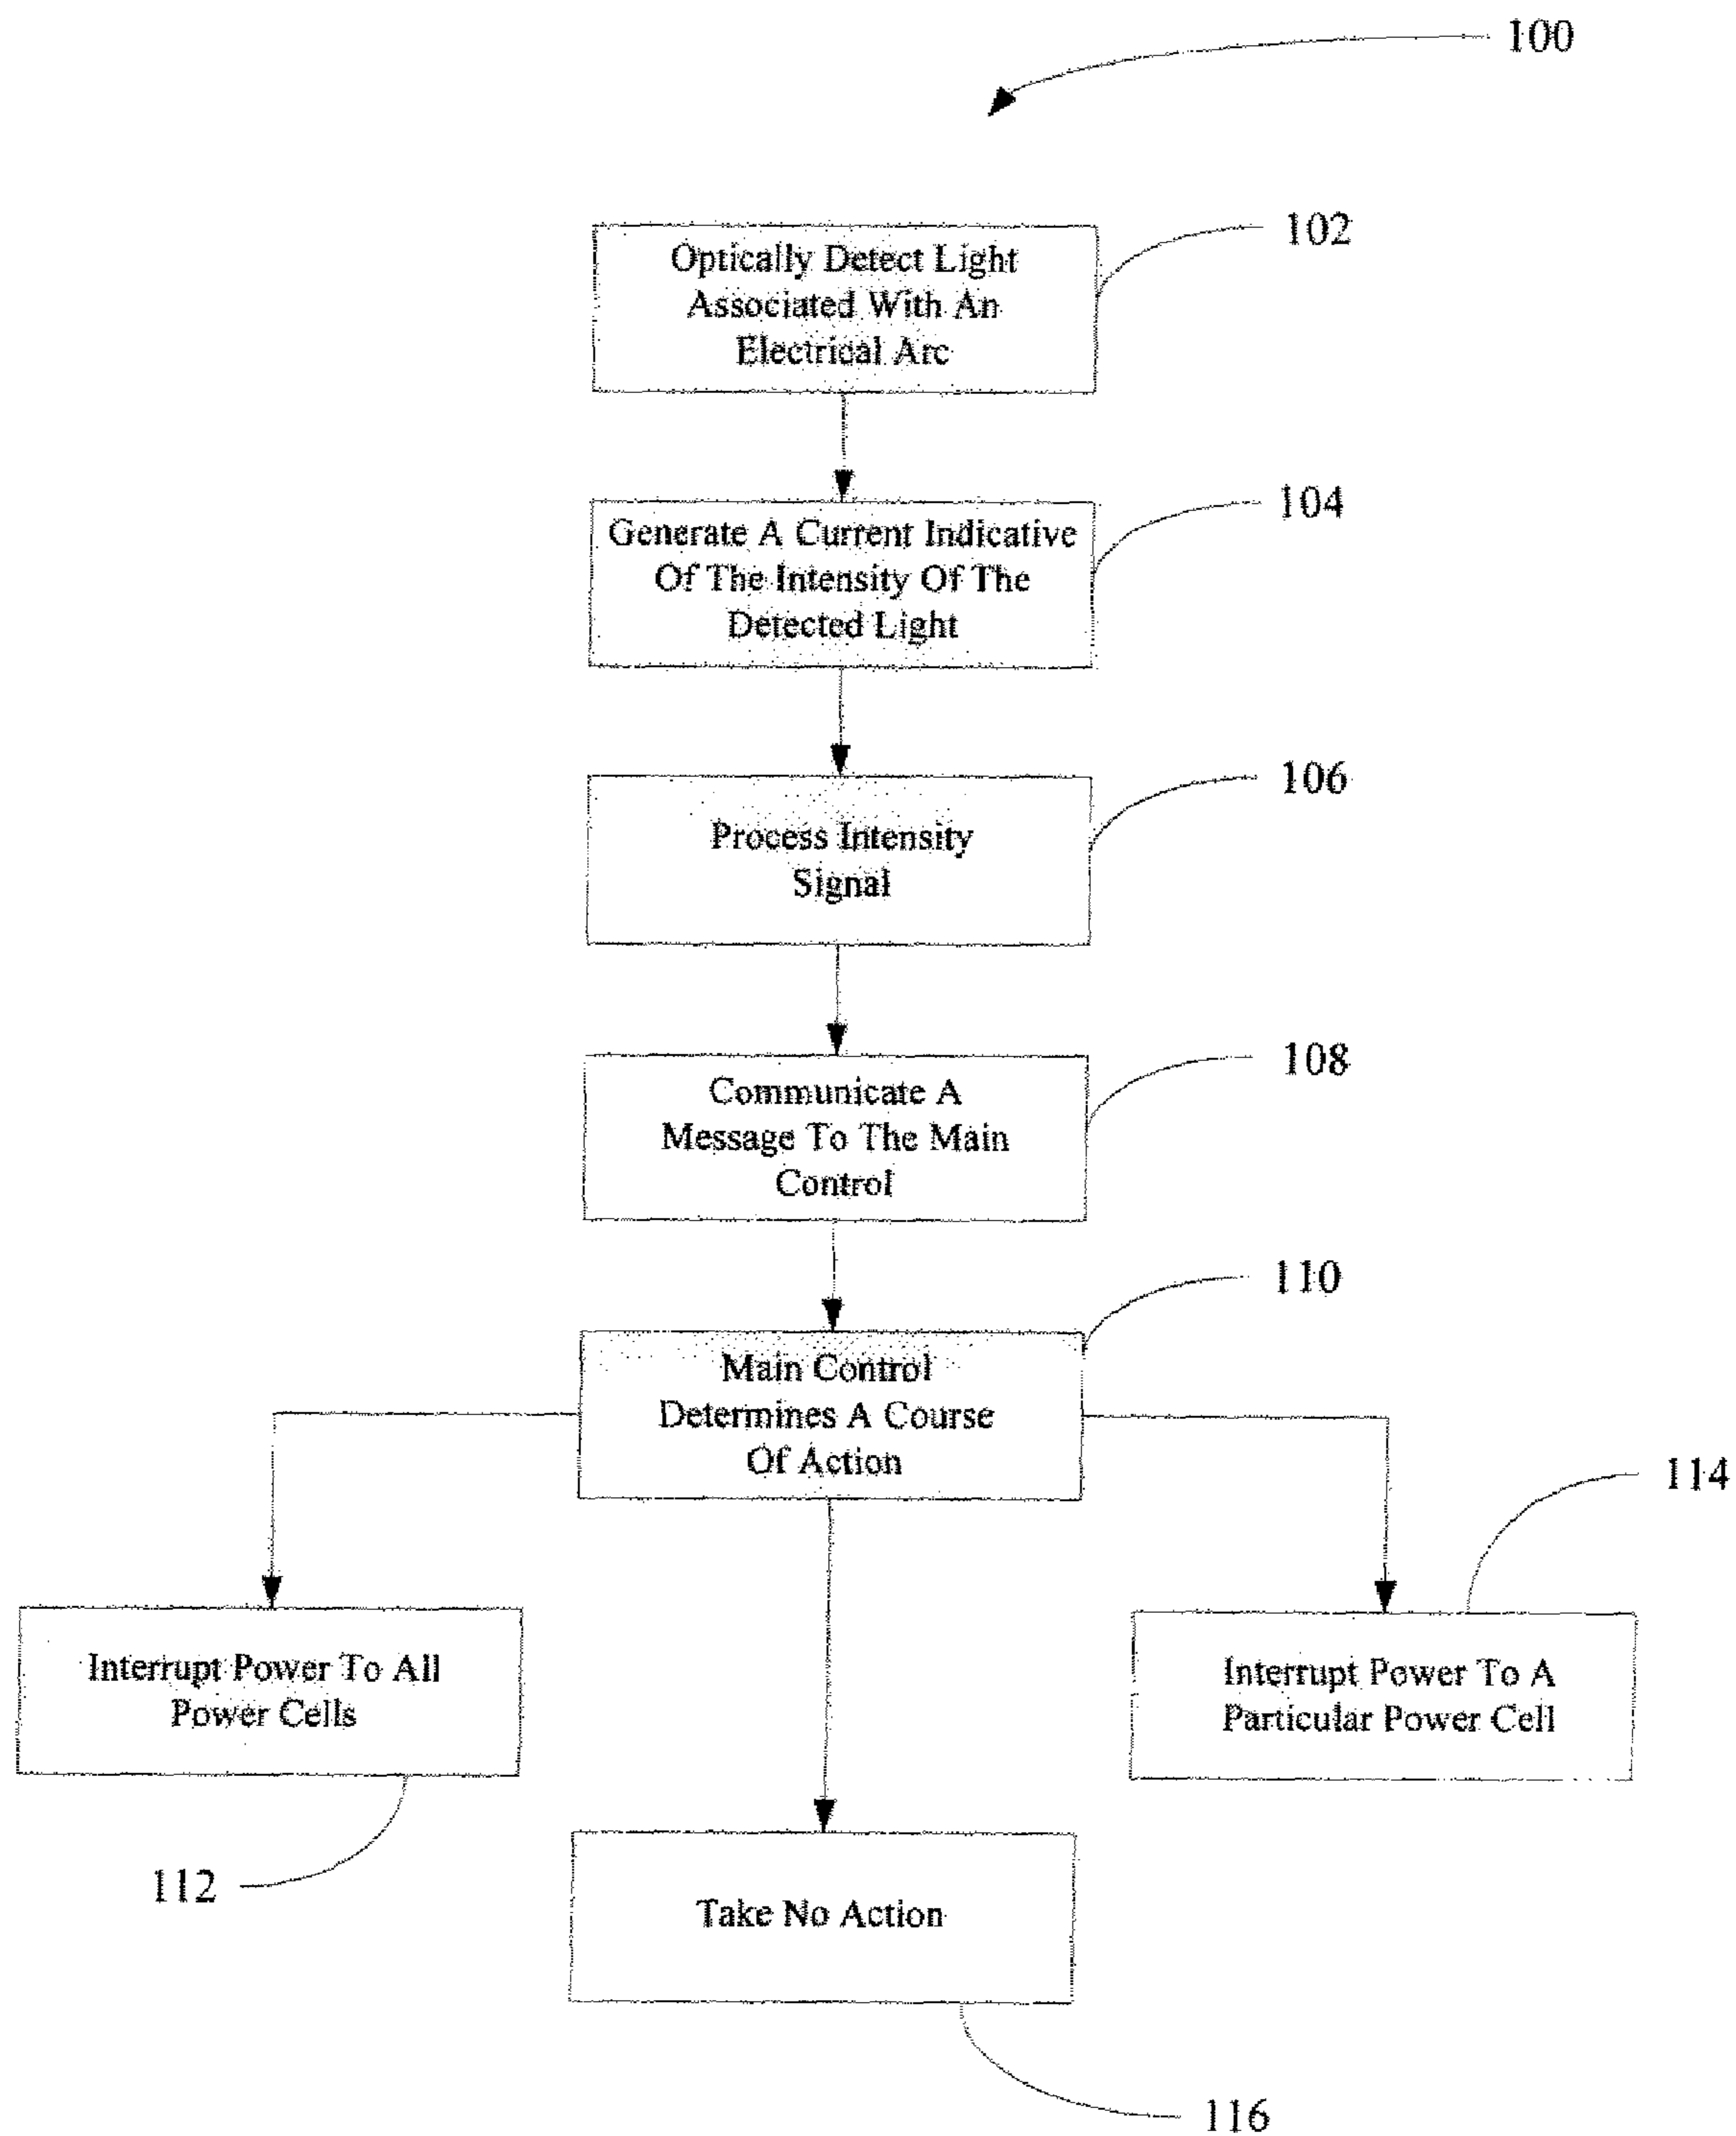 100
102
Optically Detect Light
Associated With An
Electrical Arc
104
Generate A Current Indicative
Of The Intensity Of The
Detected Light
106
Process Intensity
Signal
108
Communicate A
Message To The Main
Control
110
Main Control
Determines A Course
Of Action
114
Interrupt Power To All
Power Cells
Interrupt Power To A
Particular Power Cell
112
Take No Action
116